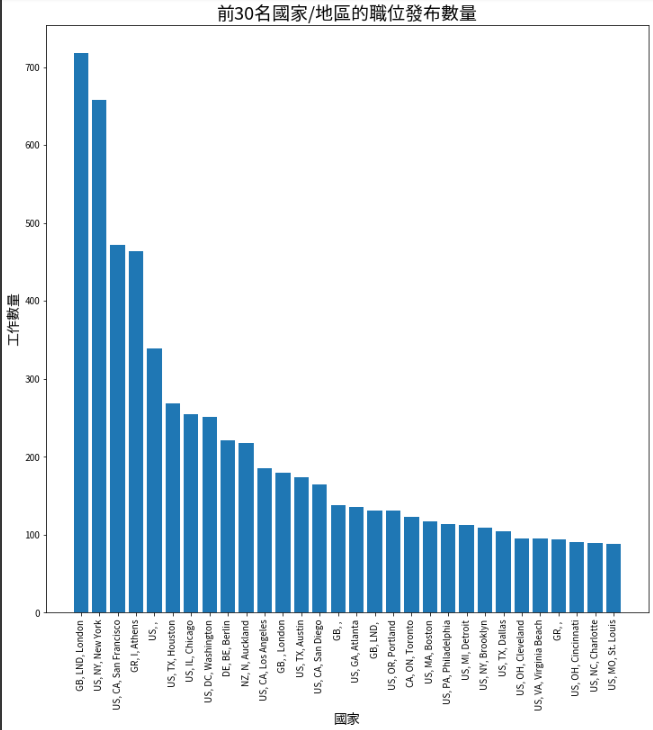 前30名國家/地區的職位發布數量
工作數量
700
600
500
400
300
200
100
0
GB, LND, London
US, NY, New York
US, CA, San Francisco
GR, I, Athens
US, ,
US, TX, Houston
US, IL, Chicago
US, DC, Washington
DE, BE, Berlin
NZ, N, Auckland
US, CA, Los Angeles
GB, , London
US, TX, Austin
US, CA, San Diego
GB, ,
US, GA, Atlanta
GB, LND,
US, OR, Portland
CA, ON, Toronto
US, MA, Boston
US, PA, Philadelphia
US, MI, Detroit
US, NY, Brooklyn
US, TX, Dallas
US, OH, Cleveland
US, VA, Virginia Beach
GR, ,
US, OH, Cincinnati
US, NC, Charlotte
US, MO, St. Louis
國家